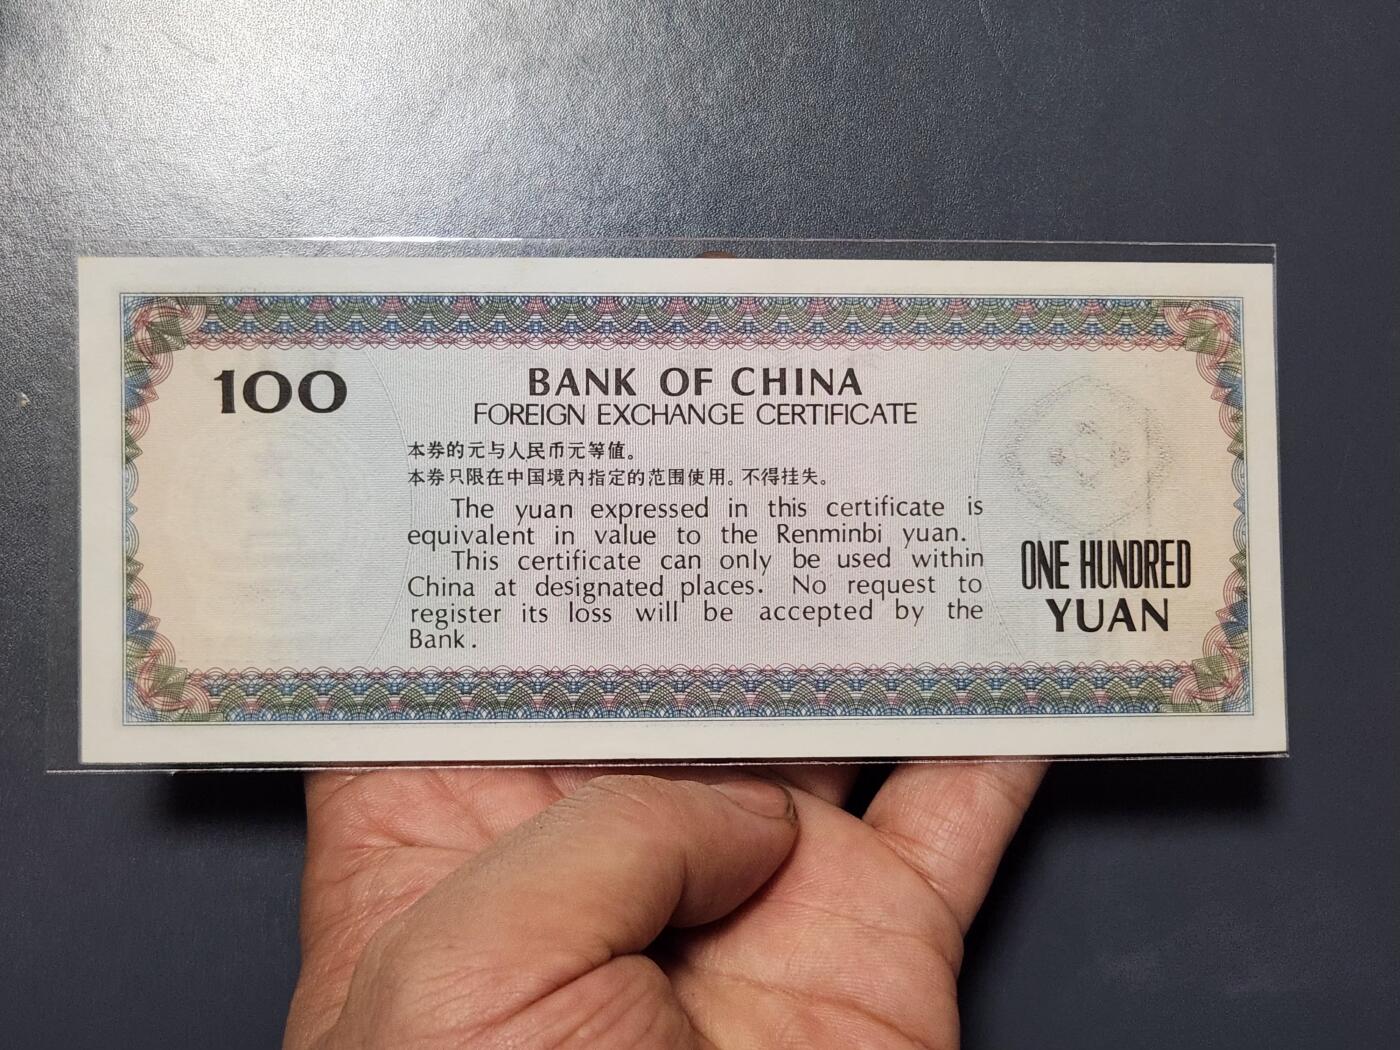 100
BANK OF CHINA
FOREIGN EXCHANGE CERTIFICATE
本券的元与人民币元等值。
本券只限在中国境内指定的范围使用。不得挂失。
The yuan expressed in this certificate is
equivalent in value to the Renminbi yuan.
This certificate can only be used within
China at designated places. No request to
register its loss will be accepted by the
Bank.
ONE HUNDRED
YUAN